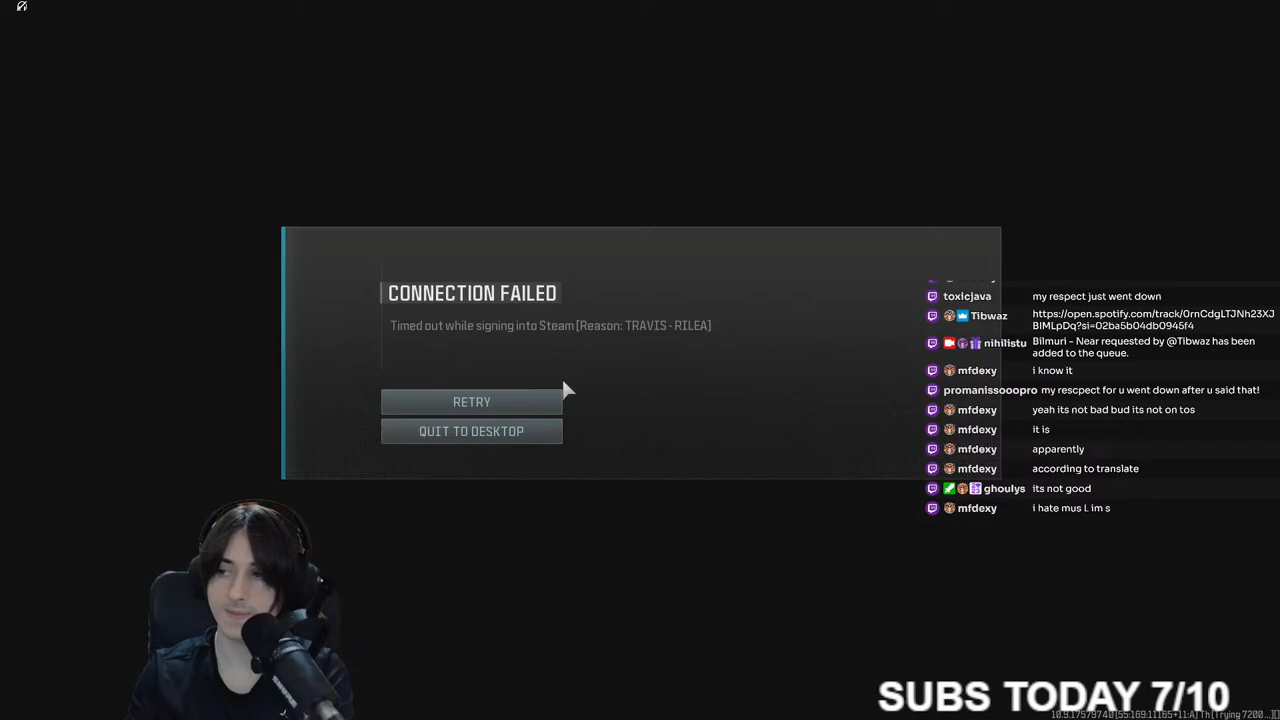 CONNECTION FAILED
Timed out while signing into Steam [Reason: TRAVIS - RILEA]
RETRY
QUIT TO DESKTOP
toxicjava my respect just went down
Tibwaz https://open.spotify.com/track/0rnCdgLTJNh23XJ
BIMLpDq?si=02ba5b04db0945f4
nihilistu Bilmuri - Near requested by @Tibwaz has been
added to the queue.
mfdexy i know it
promanissooopro my rescpect for u went down after u said that!
mfdexy yeah its not bad bud its not on tos
mfdexy it is
mfdexy apparently
mfdexy according to translate
ghoulys its not good
mfdexy i hate mus L im s
SUBS TODAY 7/10